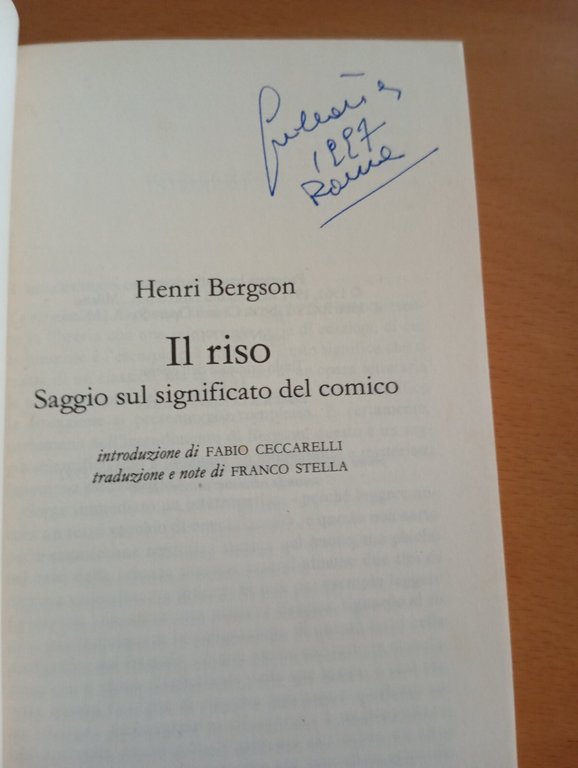 1997
Roma
Henri Bergson
Il riso
Saggio sul significato del comico
introduzione di FABIO CECCARELLI
traduzione e note di FRANCO STELLA